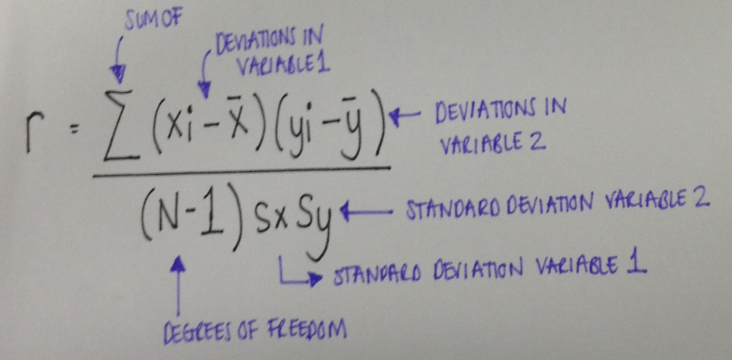 SUM OF
DEVIATIONS IN
VARIABLE 1
r = ∑ (xi - x̄)(yi - ȳ)
DEVIATIONS IN
VARIABLE 2
(N-1) Sx Sy
STANDARD DEVIATION VARIABLE 2
STANDARD DEVIATION VARIABLE 1
DEGREES OF FREEDOM